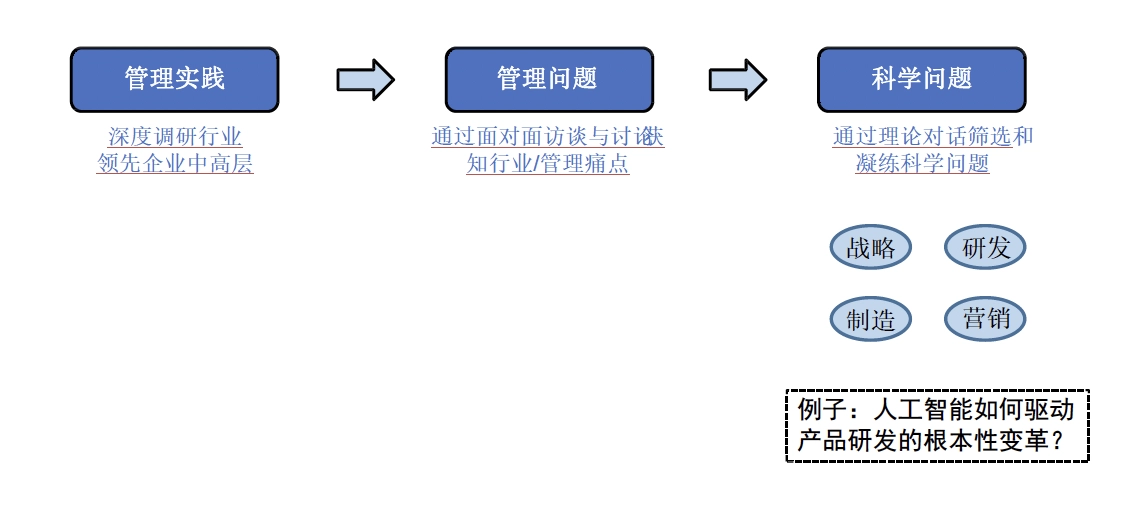 管理实践
管理问题
科学问题
深度调研行业
领先企业中高层
通过面对面访谈与讨论获
知行业/管理痛点
通过理论对话筛选和
凝练科学问题
战略
研发
制造
营销
例子：人工智能如何驱动
产品研发的根本性变革？